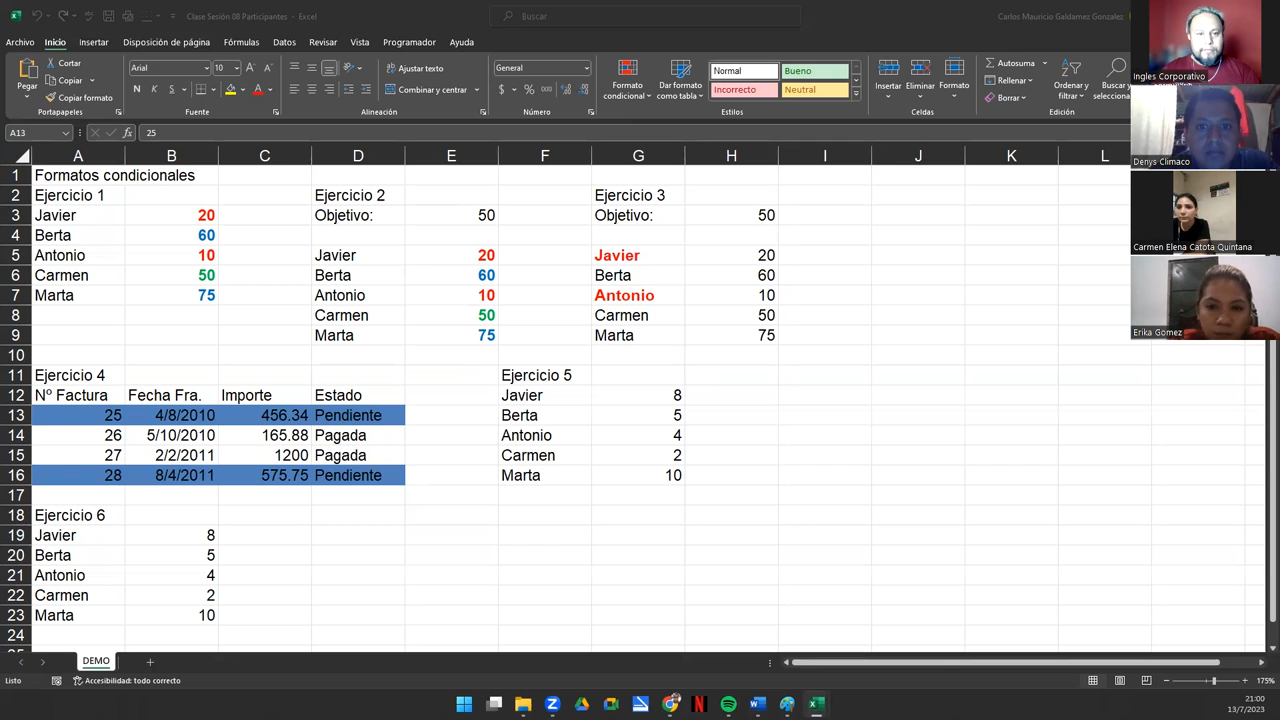 Clase Sesión 08 Participantes - Excel
Buscar
Carlos Mauricio Galdamez Gonzalez
Archivo Inicio Insertar Disposición de página Fórmulas Datos Revisar Vista Programador Ayuda
Pegar
Cortar
Copiar
Copiar formato
Portapapeles
Arial 10
N K S
Fuente
Ajustar texto
Combinar y centrar
Alineación
General
Número
Formato condicional
Dar formato como tabla
Normal Bueno
Incorrecto Neutral
Estilos
Insertar Eliminar Formato
Celdas
Autosuma
Rellenar
Borrar
Ordenar y filtrar
Buscar y
Edición
Ingles Corporativo
Denys Climaco
Carmen Elena Catota Quintana
Erika Gomez
A13 fx 25
A B C D E F G H I J K L
1 Formatos condicionales
2 Ejercicio 1 Ejercicio 2 Ejercicio 3
3 Javier 20 Objetivo: 50 Objetivo: 50
4 Berta 60
5 Antonio 10 Javier 20 Javier 20
6 Carmen 50 Berta 60 Berta 60
7 Marta 75 Antonio 10 Antonio 10
8 Carmen 50 Carmen 50
9 Marta 75 Marta 75
10
11 Ejercicio 4 Ejercicio 5
12 Nº Factura Fecha Fra. Importe Estado Javier 8
13 25 4/8/2010 456.34 Pendiente Berta 5
14 26 5/10/2010 165.88 Pagada Antonio 4
15 27 2/2/2011 1200 Pagada Carmen 2
16 28 8/4/2011 575.75 Pendiente Marta 10
17
18 Ejercicio 6
19 Javier 8
20 Berta 5
21 Antonio 4
22 Carmen 2
23 Marta 10
24
DEMO
Listo Accesibilidad: todo correcto 175%
21:00
13/7/2023